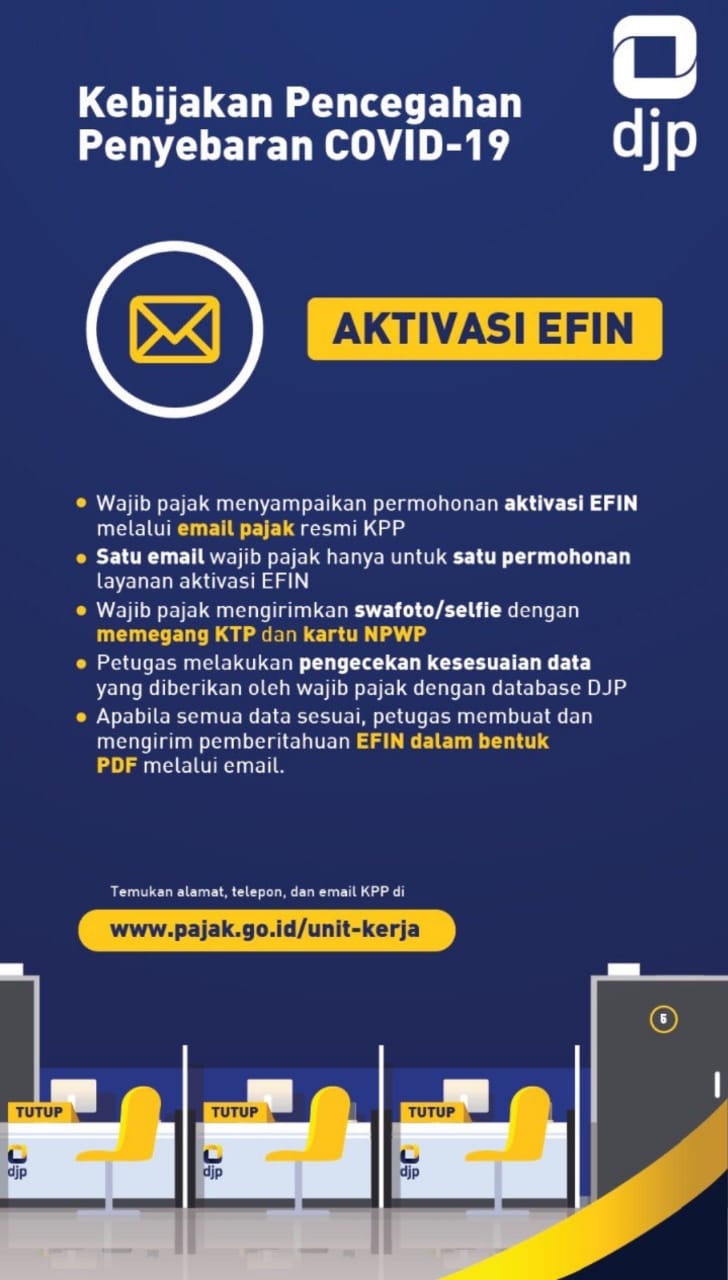 Kebijakan Pencegahan
Penyebaran COVID-19
djp
AKTIVASI EFIN
Wajib pajak menyampaikan permohonan aktivasi EFIN
melalui email pajak resmi KPP
Satu email wajib pajak hanya untuk satu permohonan
layanan aktivasi EFIN
Wajib pajak mengirimkan swafoto/selfie dengan
memegang KTP dan kartu NPWP
Petugas melakukan pengecekan kesesuaian data
yang diberikan oleh wajib pajak dengan database DJP
Apabila semua data sesuai, petugas membuat dan
mengirim pemberitahuan EFIN dalam bentuk
PDF melalui email.
Temukan alamat, telepon, dan email KPP di
www.pajak.go.id/unit-kerja
5
TUTUP
TUTUP
TUTUP
djp
djp
djp